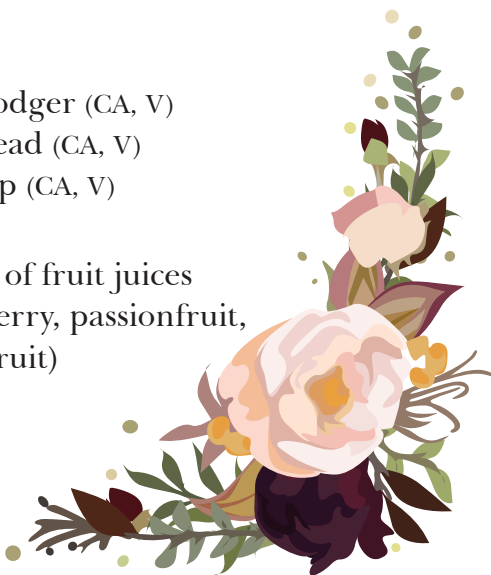 odger (CA, V)
ead (CA, V)
p (CA, V)
of fruit juices
erry, passionfruit,
ruit)